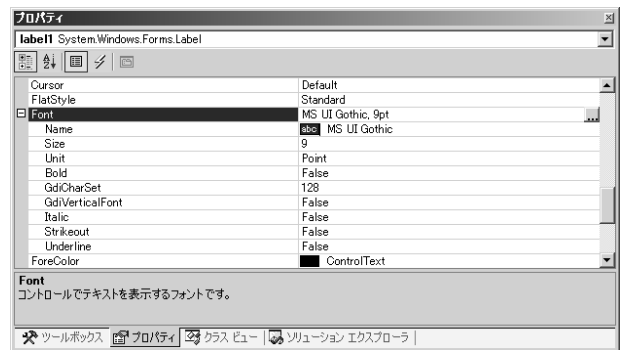 プロパティ
label1 System.Windows.Forms.Label
Cursor Default
FlatStyle Standard
Font MS UI Gothic, 9pt ...
Name abc MS UI Gothic
Size 9
Unit Point
Bold False
GdiCharSet 128
GdiVerticalFont False
Italic False
Strikeout False
Underline False
ForeColor ControlText
Font
コントロールでテキストを表示するフォントです。
ツールボックス プロパティ クラス ビュー ソリューション エクスプローラ